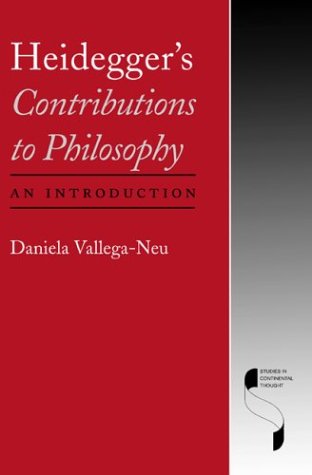 Heidegger's
Contributions
to Philosophy
AN INTRODUCTION
Daniela Vallega-Neu
STUDIES IN
CONTINENTAL
THOUGHT